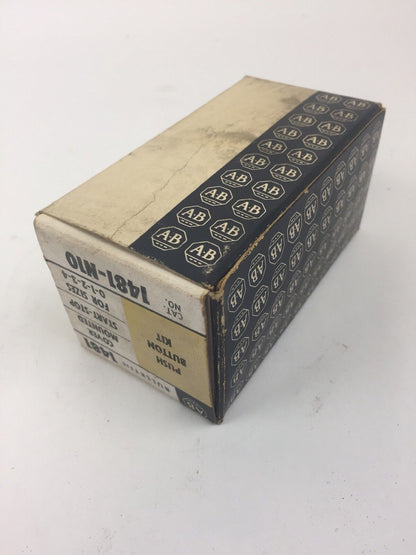 AB
BULLETIN
1481
PUSH
BUTTON
KIT
COVER
MOUNTED
START-STOP
FOR SIZES
0-1-2-3-4
CAT.
NO.
1481-N10